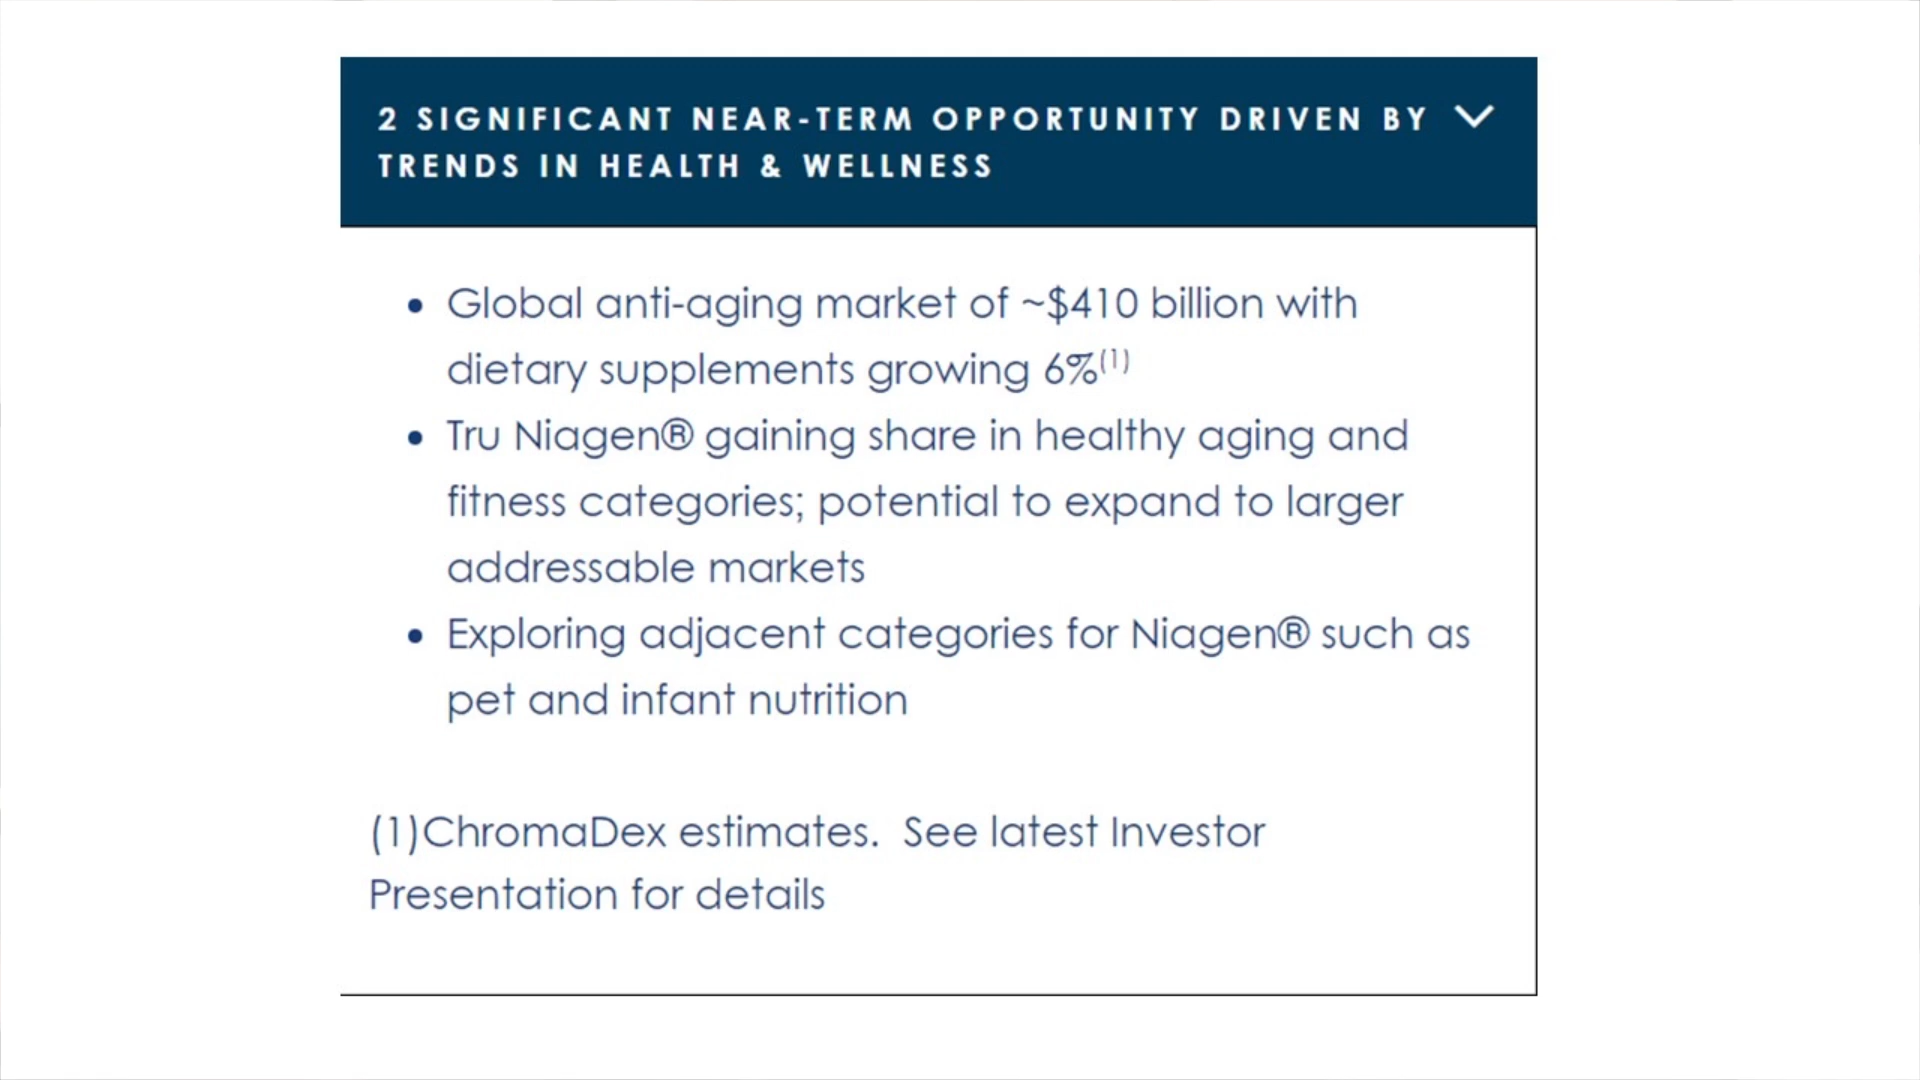 2 SIGNIFICANT NEAR-TERM OPPORTUNITY DRIVEN BY
TRENDS IN HEALTH & WELLNESS
• Global anti-aging market of ~$410 billion with
dietary supplements growing 6%(1)
• Tru Niagen® gaining share in healthy aging and
fitness categories; potential to expand to larger
addressable markets
• Exploring adjacent categories for Niagen® such as
pet and infant nutrition
(1)ChromaDex estimates.  See latest Investor
Presentation for details